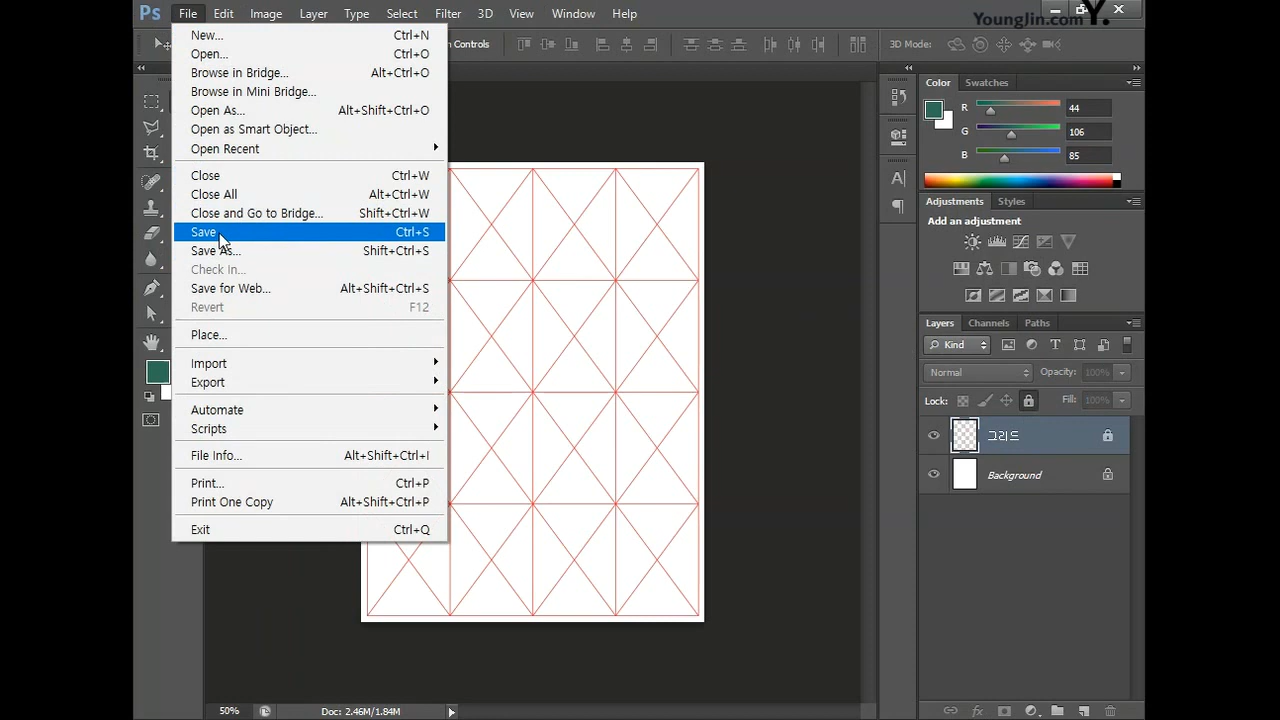 Ps File Edit Image Layer Type Select Filter 3D View Window Help
YoungJin.com Y.
New... Ctrl+N
Open... Ctrl+O
Browse in Bridge... Alt+Ctrl+O
Browse in Mini Bridge...
Open As... Alt+Shift+Ctrl+O
Open as Smart Object...
Open Recent
Close Ctrl+W
Close All Alt+Ctrl+W
Close and Go to Bridge... Shift+Ctrl+W
Save Ctrl+S
Save As... Shift+Ctrl+S
Check In...
Save for Web... Alt+Shift+Ctrl+S
Revert F12
Place...
Import
Export
Automate
Scripts
File Info... Alt+Shift+Ctrl+I
Print... Ctrl+P
Print One Copy Alt+Shift+Ctrl+P
Exit Ctrl+Q
Controls
3D Mode:
Color Swatches
R 44
G 106
B 85
Adjustments Styles
Add an adjustment
Layers Channels Paths
Kind
Normal Opacity: 100%
Lock: Fill: 100%
그리드
Background
50% Doc: 2.46M/1.84M